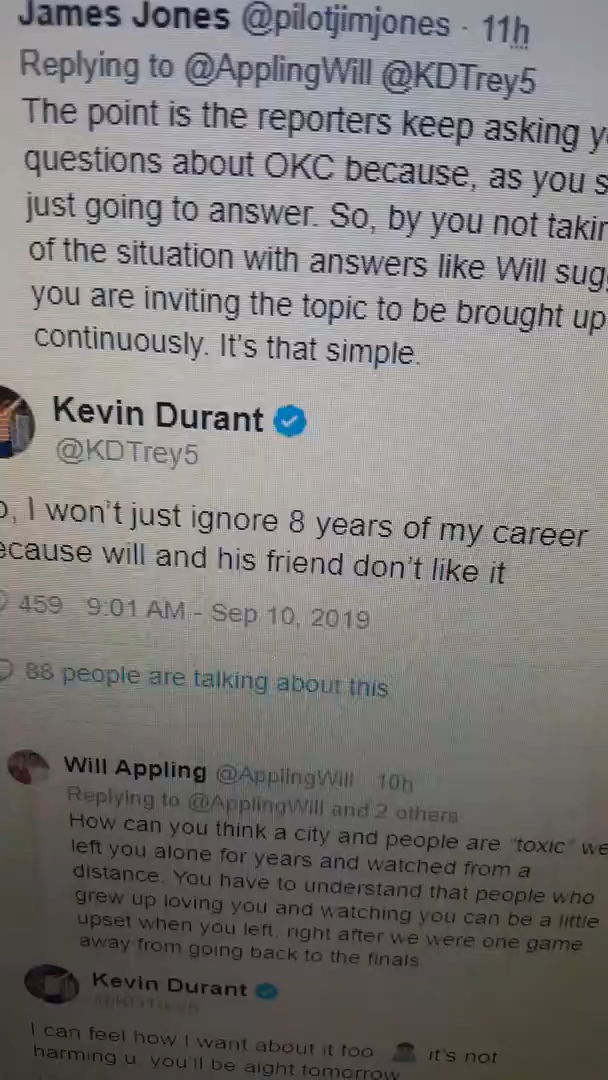 James Jones @pilotjimjones · 11h
Replying to @ApplingWill @KDTrey5
The point is the reporters keep asking
questions about OKC because, as you
just going to answer. So, by you not
of the situation with answers like Will
you are inviting the topic to be brought up
continuously. It's that simple.
Kevin Durant
@KDTrey5
, I won't just ignore 8 years of my career
will and his friend don't like it
459 9:01 AM - Sep 10, 2019
88 people are talking about this
Will Appling @ApplingWill 10h
Replying to @ApplingWill and 2 others
How can you think a city and people are "toxic" we
left you alone for years and watched from a
distance. You have to understand that people who
grew up loving you and watching you can be a little
upset when you left, right after we were one game
away from going back to the finals
Kevin Durant
@KDTrey5
I can feel how I want about it too it's not
harming u, you'll be aight tomorrow